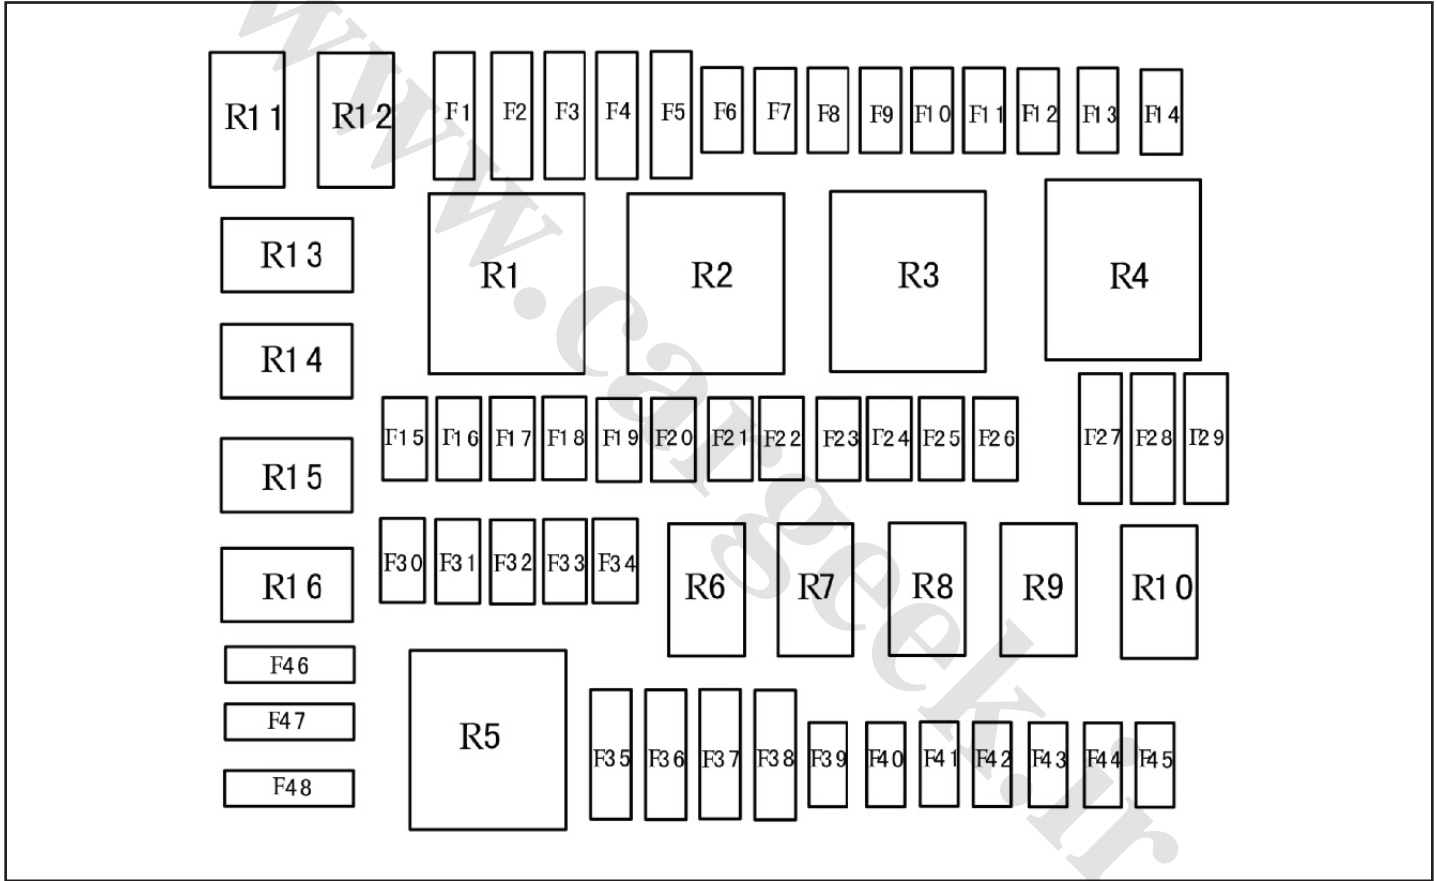 R11 R12 F1 F2 F3 F4 F5 F6 F7 F8 F9 F10 F11 F12 F13 F14
R13 R1 R2 R3 R4
R14
F15 F16 F17 F18 F19 F20 F21 F22 F23 F24 F25 F26 F27 F28 F29
R15
F30 F31 F32 F33 F34 R6 R7 R8 R9 R10
R16
F46
F47 R5 F35 F36 F37 F38 F39 F40 F41 F42 F43 F44 F45
F48
www.cargeek.ir